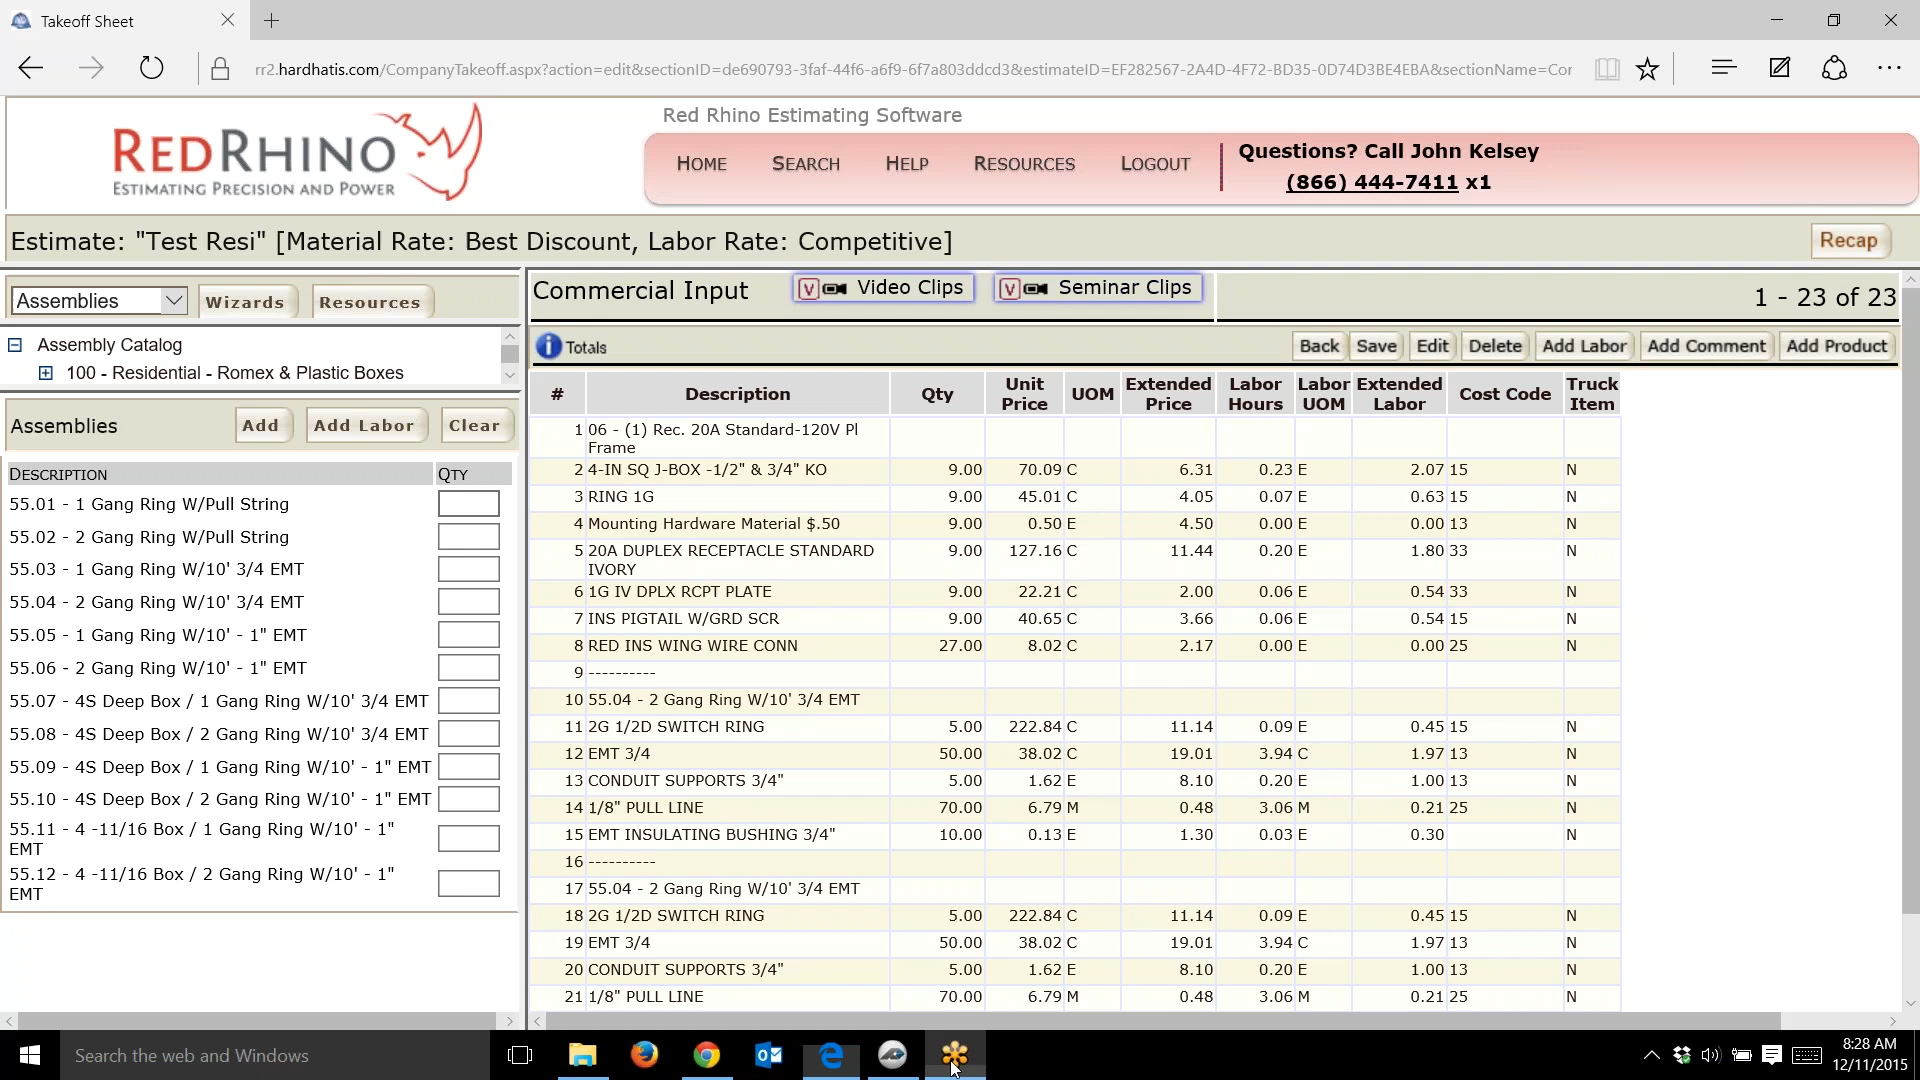 Takeoff Sheet
rr2.hardhatis.com/CompanyTakeoff.aspx?action=edit&sectionID=de690793-3faf-44f6-a6f9-6f7a803ddcd3&estimateID=EF282567-2A4D-4F72-BD35-0D74D3BE4EBA&sectionName=Cor
REDRHINO
ESTIMATING PRECISION AND POWER
Red Rhino Estimating Software
HOME SEARCH HELP RESOURCES LOGOUT
Questions? Call John Kelsey
(866) 444-7411 x1
Estimate: "Test Resi" [Material Rate: Best Discount, Labor Rate: Competitive]
Recap
Assemblies Wizards Resources
Assembly Catalog
100 - Residential - Romex & Plastic Boxes
Assemblies Add Add Labor Clear
DESCRIPTION QTY
55.01 - 1 Gang Ring W/Pull String
55.02 - 2 Gang Ring W/Pull String
55.03 - 1 Gang Ring W/10' 3/4 EMT
55.04 - 2 Gang Ring W/10' 3/4 EMT
55.05 - 1 Gang Ring W/10' - 1" EMT
55.06 - 2 Gang Ring W/10' - 1" EMT
55.07 - 4S Deep Box / 1 Gang Ring W/10' 3/4 EMT
55.08 - 4S Deep Box / 2 Gang Ring W/10' 3/4 EMT
55.09 - 4S Deep Box / 1 Gang Ring W/10' - 1" EMT
55.10 - 4S Deep Box / 2 Gang Ring W/10' - 1" EMT
55.11 - 4 -11/16 Box / 1 Gang Ring W/10' - 1"
EMT
55.12 - 4 -11/16 Box / 2 Gang Ring W/10' - 1"
EMT
Commercial Input V Video Clips V Seminar Clips 1 - 23 of 23
i Totals Back Save Edit Delete Add Labor Add Comment Add Product
# Description Qty Unit Price UOM Extended Price Labor Hours Labor UOM Extended Labor Cost Code Truck Item
1 06 - (1) Rec. 20A Standard-120V Pl
Frame
2 4-IN SQ J-BOX -1/2" & 3/4" KO 9.00 70.09 C 6.31 0.23 E 2.07 15 N
3 RING 1G 9.00 45.01 C 4.05 0.07 E 0.63 15 N
4 Mounting Hardware Material $.50 9.00 0.50 E 4.50 0.00 E 0.00 13 N
5 20A DUPLEX RECEPTACLE STANDARD 9.00 127.16 C 11.44 0.20 E 1.80 33 N
IVORY
6 1G IV DPLX RCPT PLATE 9.00 22.21 C 2.00 0.06 E 0.54 33 N
7 INS PIGTAIL W/GRD SCR 9.00 40.65 C 3.66 0.06 E 0.54 15 N
8 RED INS WING WIRE CONN 27.00 8.02 C 2.17 0.00 E 0.00 25 N
9 ----------
10 55.04 - 2 Gang Ring W/10' 3/4 EMT
11 2G 1/2D SWITCH RING 5.00 222.84 C 11.14 0.09 E 0.45 15 N
12 EMT 3/4 50.00 38.02 C 19.01 3.94 C 1.97 13 N
13 CONDUIT SUPPORTS 3/4" 5.00 1.62 E 8.10 0.20 E 1.00 13 N
14 1/8" PULL LINE 70.00 6.79 M 0.48 3.06 M 0.21 25 N
15 EMT INSULATING BUSHING 3/4" 10.00 0.13 E 1.30 0.03 E 0.30 N
16 ----------
17 55.04 - 2 Gang Ring W/10' 3/4 EMT
18 2G 1/2D SWITCH RING 5.00 222.84 C 11.14 0.09 E 0.45 15 N
19 EMT 3/4 50.00 38.02 C 19.01 3.94 C 1.97 13 N
20 CONDUIT SUPPORTS 3/4" 5.00 1.62 E 8.10 0.20 E 1.00 13 N
21 1/8" PULL LINE 70.00 6.79 M 0.48 3.06 M 0.21 25 N
Search the web and Windows
8:28 AM
12/11/2015